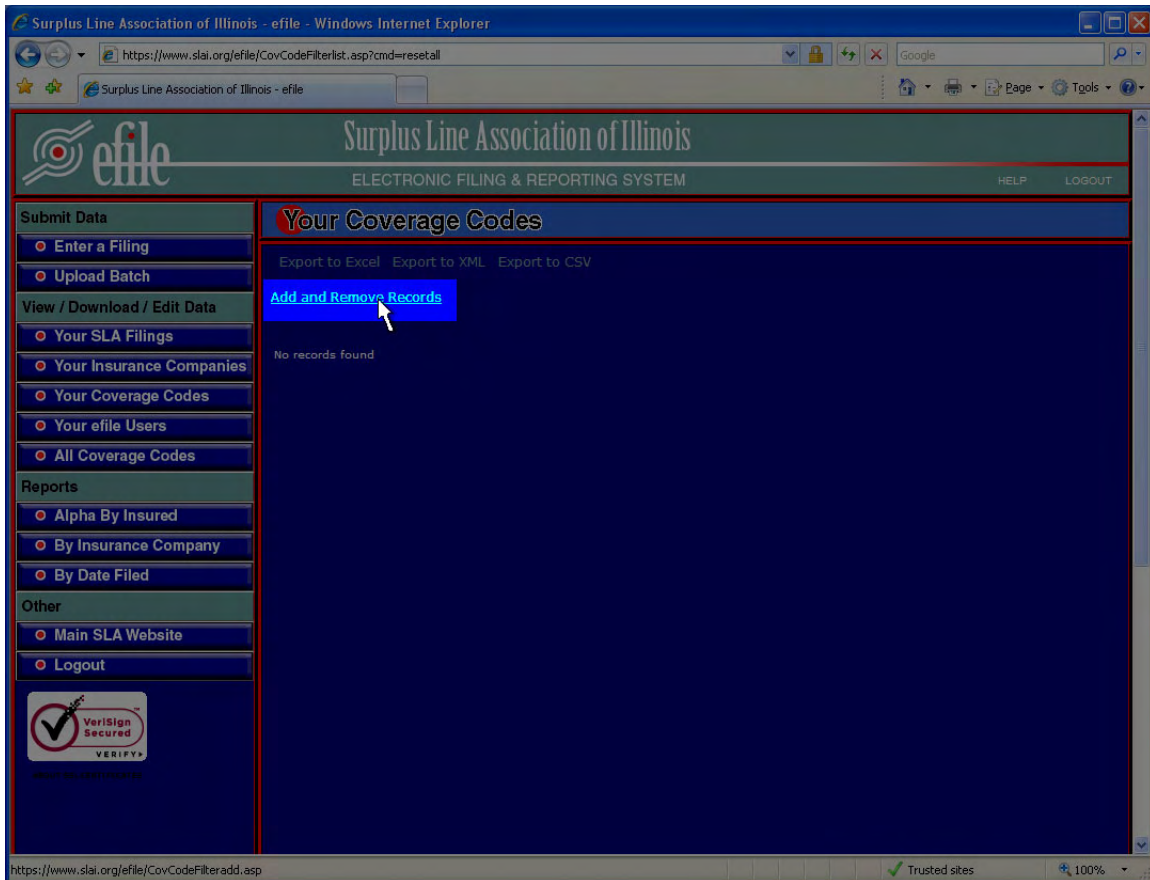 Surplus Line Association of Illinois - efile - Windows Internet Explorer
https://www.slai.org/efile/CovCodeFilterlist.asp?cmd=resetall
Google
Surplus Line Association of Illinois - efile
Page
Tools
efile
Surplus Line Association of Illinois
ELECTRONIC FILING & REPORTING SYSTEM
HELP LOGOUT
Submit Data
Enter a Filing
Upload Batch
View / Download / Edit Data
Your SLA Filings
Your Insurance Companies
Your Coverage Codes
Your efile Users
All Coverage Codes
Reports
Alpha By Insured
By Insurance Company
By Date Filed
Other
Main SLA Website
Logout
VeriSign
Secured
VERIFY
Your Coverage Codes
Export to Excel Export to XML Export to CSV
Add and Remove Records
No records found
https://www.slai.org/efile/CovCodeFilteradd.asp
Trusted sites
100%